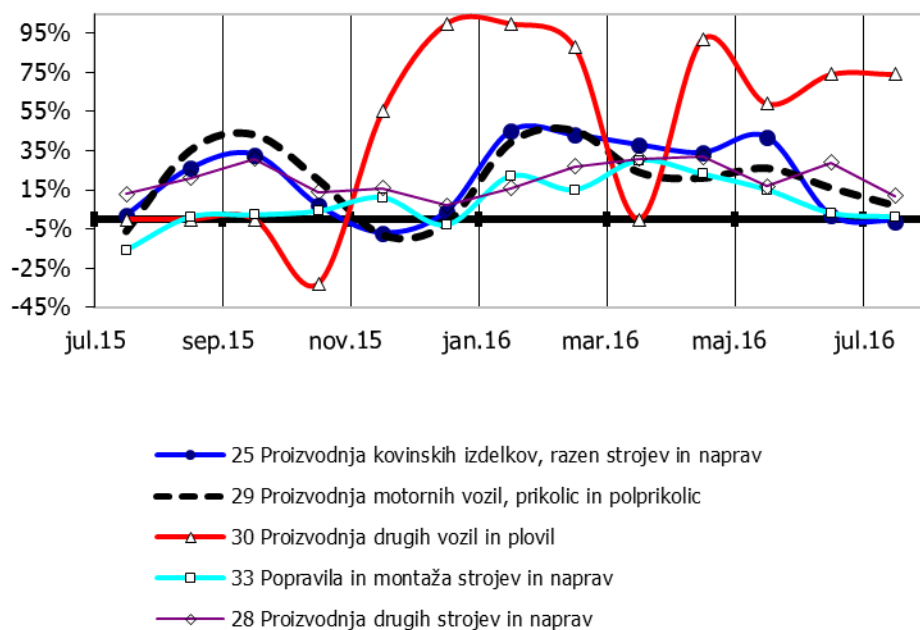 95%
75%
55%
35%
15%
-5%
-25%
-45%
jul.15 sep.15 nov.15 jan.16 mar.16 maj.16 jul.16
25 Proizvodnja kovinskih izdelkov, razen strojev in naprav
29 Proizvodnja motornih vozil, prikolic in polprikolic
30 Proizvodnja drugih vozil in plovil
33 Popravila in montaža strojev in naprav
28 Proizvodnja drugih strojev in naprav